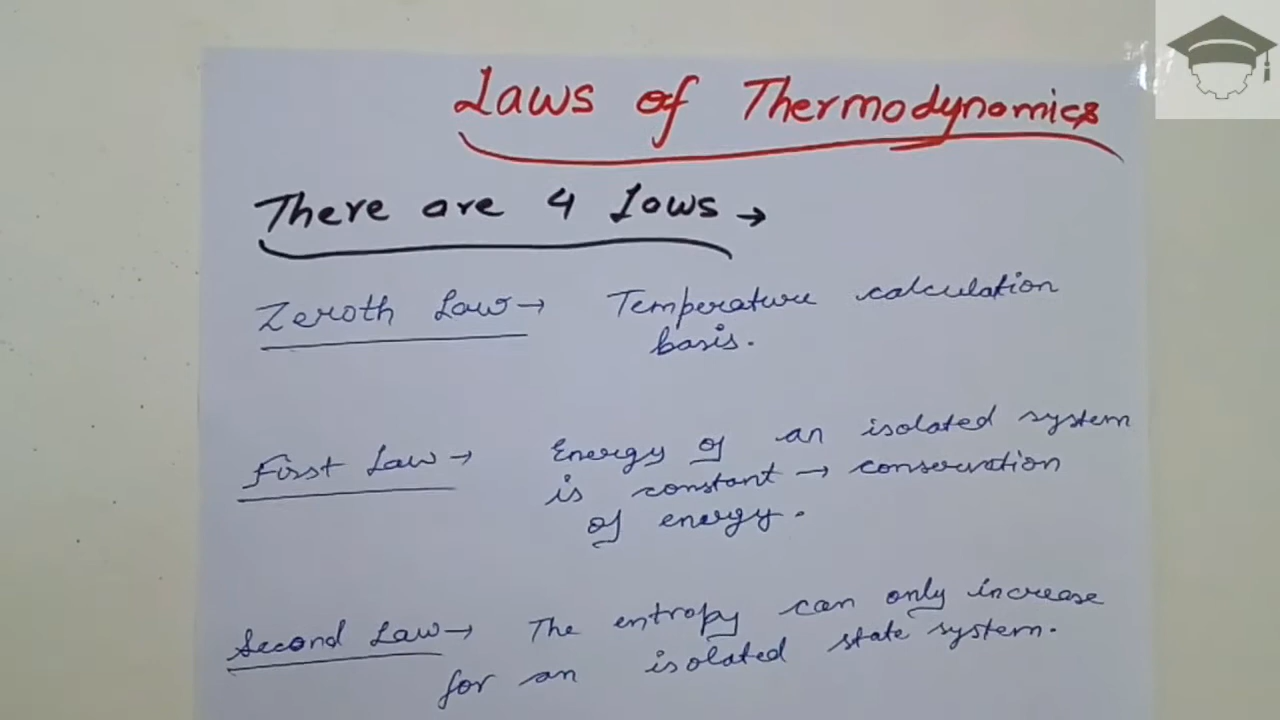 Laws of Thermodynamics
There are 4 Laws →
Zeroth Law → Temperature calculation
basis.
First Law → Energy of an isolated system
is constant → conservation
of energy.
Second Law → The entropy can only increase
for an isolated state system.